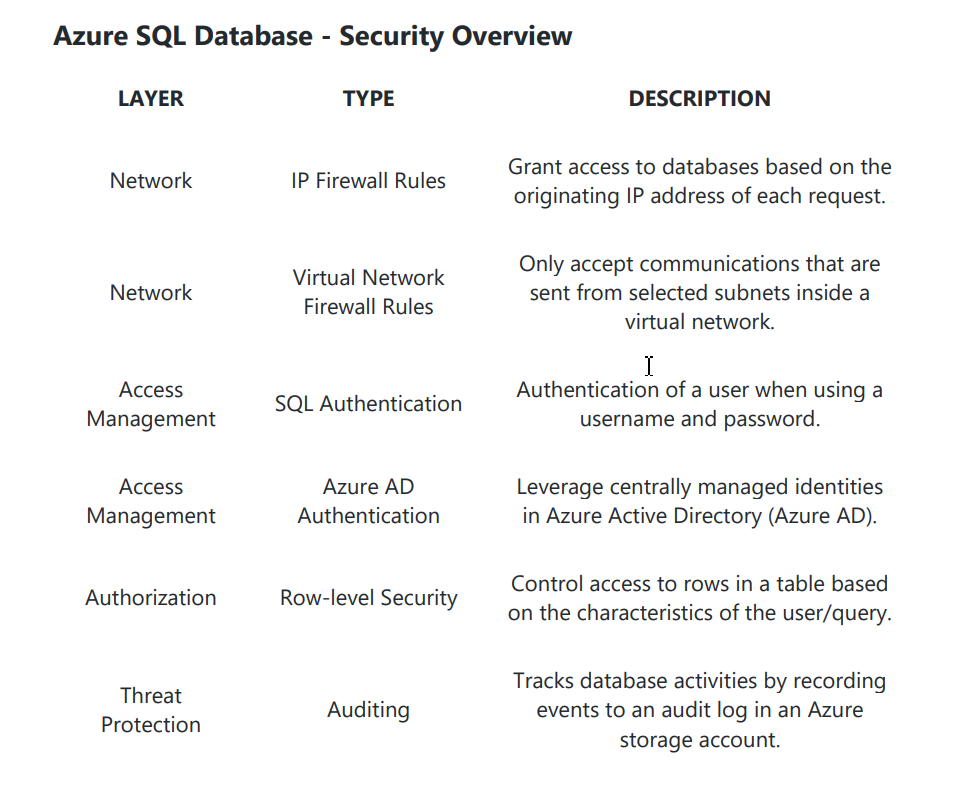 Azure SQL Database - Security Overview
LAYER TYPE DESCRIPTION
Network IP Firewall Rules Grant access to databases based on the
originating IP address of each request.
Network Virtual Network
Firewall Rules Only accept communications that are
sent from selected subnets inside a
virtual network.
Access
Management SQL Authentication Authentication of a user when using a
username and password.
Access
Management Azure AD
Authentication Leverage centrally managed identities
in Azure Active Directory (Azure AD).
Authorization Row-level Security Control access to rows in a table based
on the characteristics of the user/query.
Threat
Protection Auditing Tracks database activities by recording
events to an audit log in an Azure
storage account.